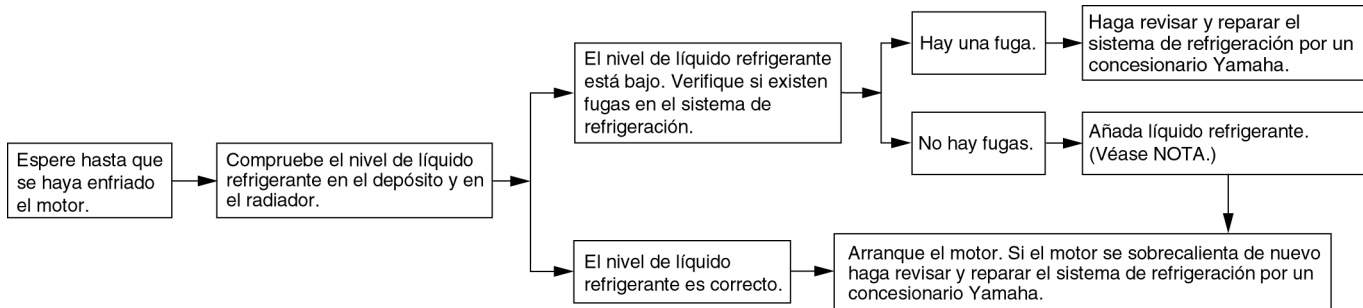 Espere hasta que
se haya enfriado
el motor.
Compruebe el nivel de líquido
refrigerante en el depósito y en
el radiador.
El nivel de líquido refrigerante
está bajo. Verifique si existen
fugas en el sistema de
refrigeración.
Hay una fuga.
Haga revisar y reparar el
sistema de refrigeración por un
concesionario Yamaha.
No hay fugas.
Añada líquido refrigerante.
(Véase NOTA.)
El nivel de líquido
refrigerante es correcto.
Arranque el motor. Si el motor se sobrecalienta de nuevo
haga revisar y reparar el sistema de refrigeración por un
concesionario Yamaha.